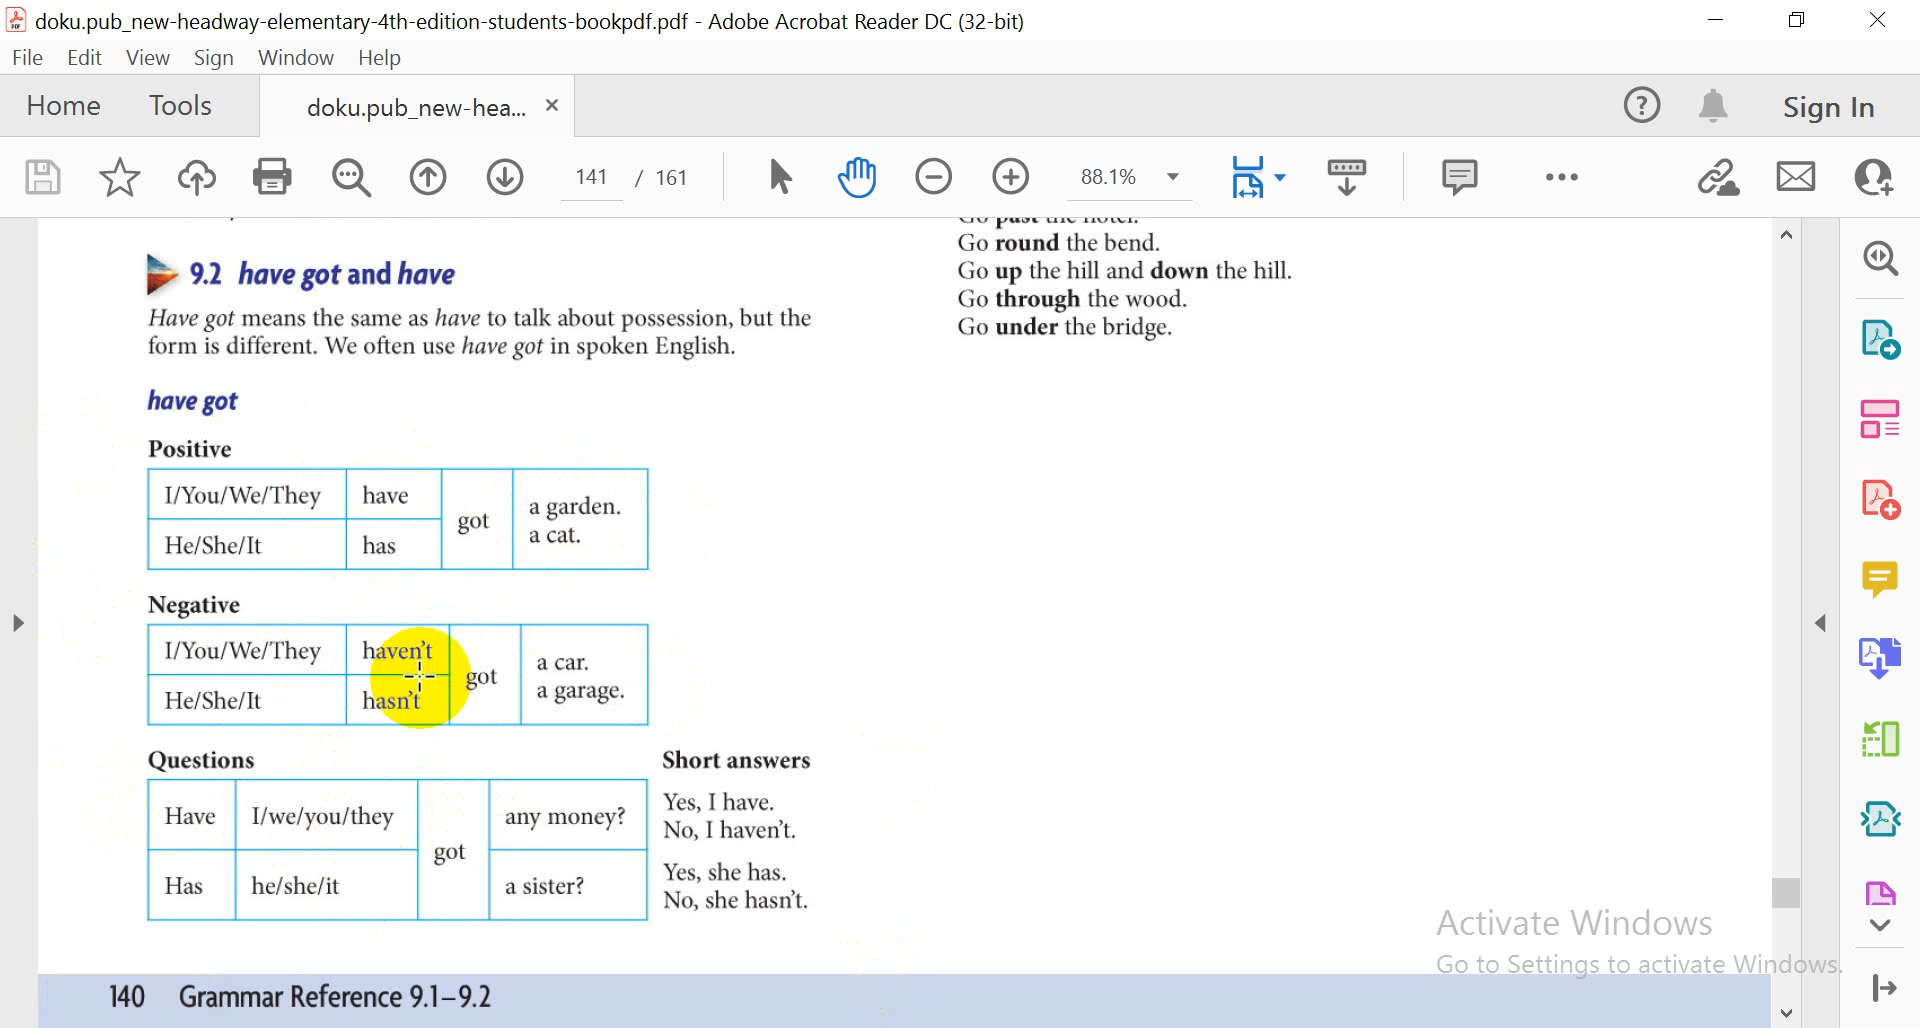 doku.pub_new-headway-elementary-4th-edition-students-bookpdf.pdf - Adobe Acrobat Reader DC (32-bit)
File Edit View Sign Window Help
Home Tools doku.pub_new-hea... × Sign In
141 / 161 88.1%
9.2 have got and have
Have got means the same as have to talk about possession, but the
form is different. We often use have got in spoken English.
have got
Positive
I/You/We/They have got a garden.
He/She/It has a cat.
Negative
I/You/We/They haven't got a car.
He/She/It hasn't a garage.
Questions Short answers
Have I/we/you/they got any money? Yes, I have.
No, I haven't.
Has he/she/it a sister? Yes, she has.
No, she hasn't.
Go past the hotel.
Go round the bend.
Go up the hill and down the hill.
Go through the wood.
Go under the bridge.
Activate Windows
Go to Settings to activate Windows.
140 Grammar Reference 9.1–9.2